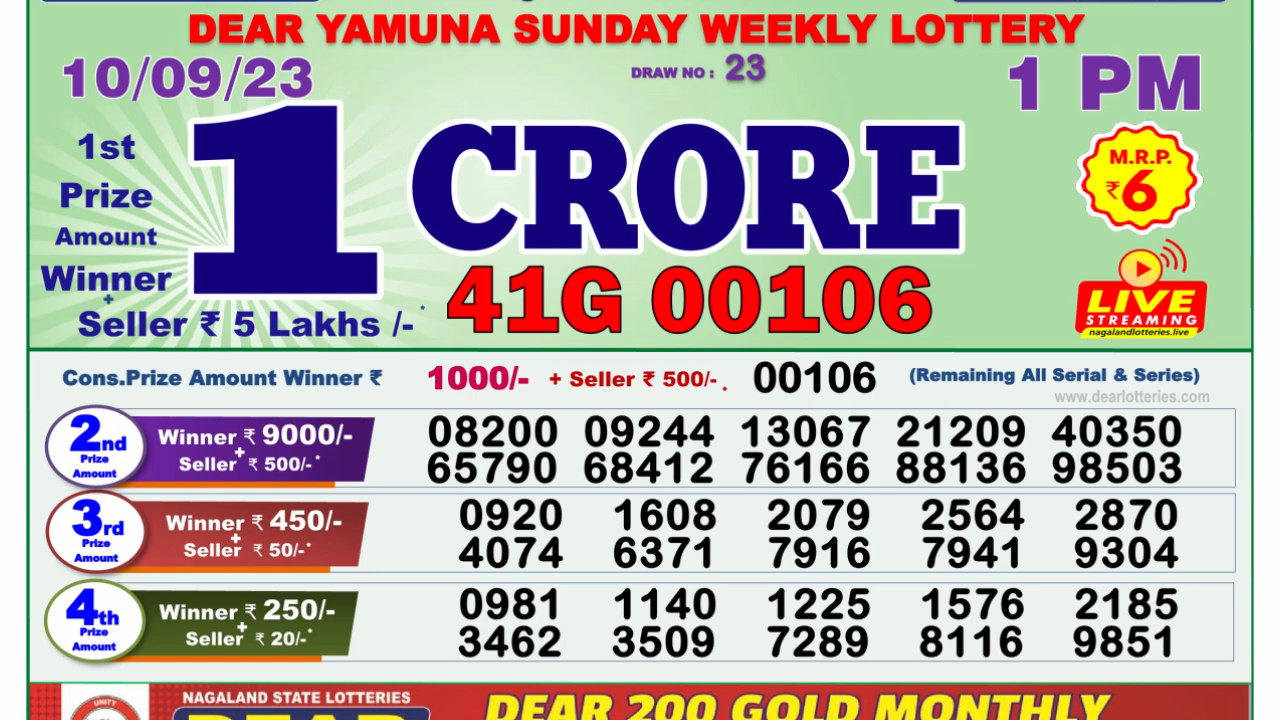 DEAR YAMUNA SUNDAY WEEKLY LOTTERY
10/09/23
DRAW NO : 23
1 PM
1st
Prize
Amount
Winner
+
Seller ₹ 5 Lakhs /-
1 CRORE
41G 00106
M.R.P.
₹6
LIVE
STREAMING
nagalandlotteries.live
Cons.Prize Amount Winner ₹ 1000/- + Seller ₹ 500/- . 00106 (Remaining All Serial & Series)
www.dearlotteries.com
2nd
Prize
Amount
Winner ₹ 9000/-
+
Seller ₹ 500/-*
08200 09244 13067 21209 40350
65790 68412 76166 88136 98503
3rd
Prize
Amount
Winner ₹ 450/-
+
Seller ₹ 50/-*
0920 1608 2079 2564 2870
4074 6371 7916 7941 9304
4th
Prize
Amount
Winner ₹ 250/-
+
Seller ₹ 20/-*
0981 1140 1225 1576 2185
3462 3509 7289 8116 9851
UNITY
NAGALAND STATE LOTTERIES
DEAR
DEAR 200 GOLD MONTHLY